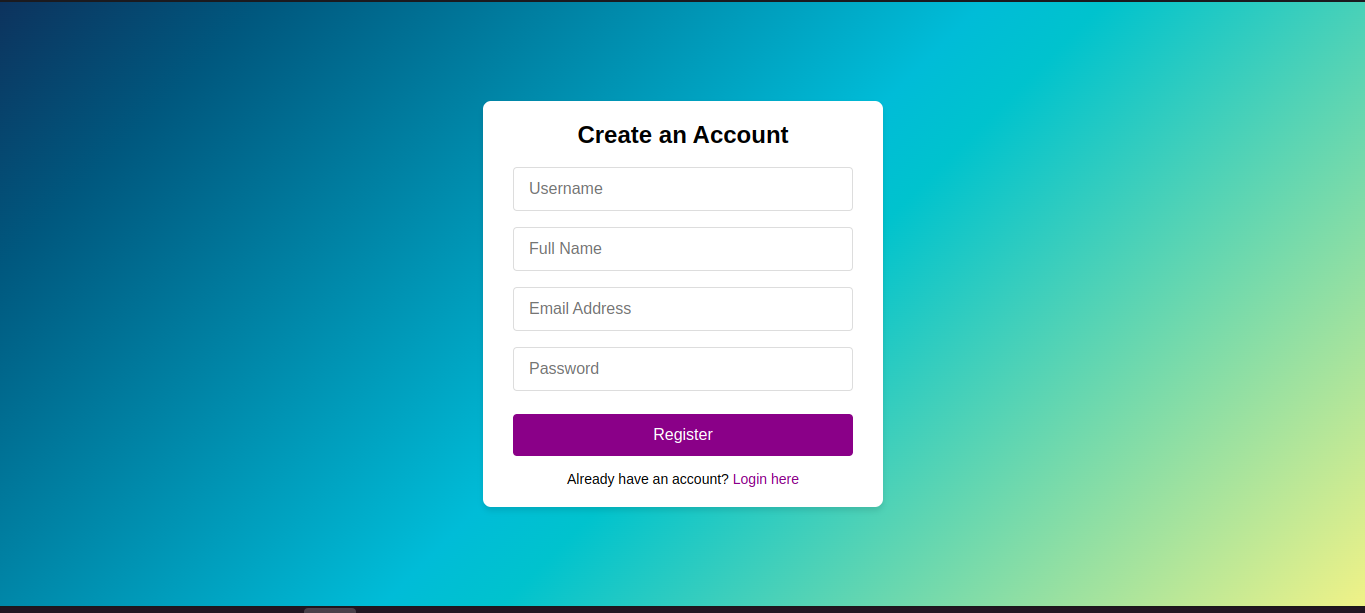 Create an Account
Username
Full Name
Email Address
Password
Register
Already have an account? Login here